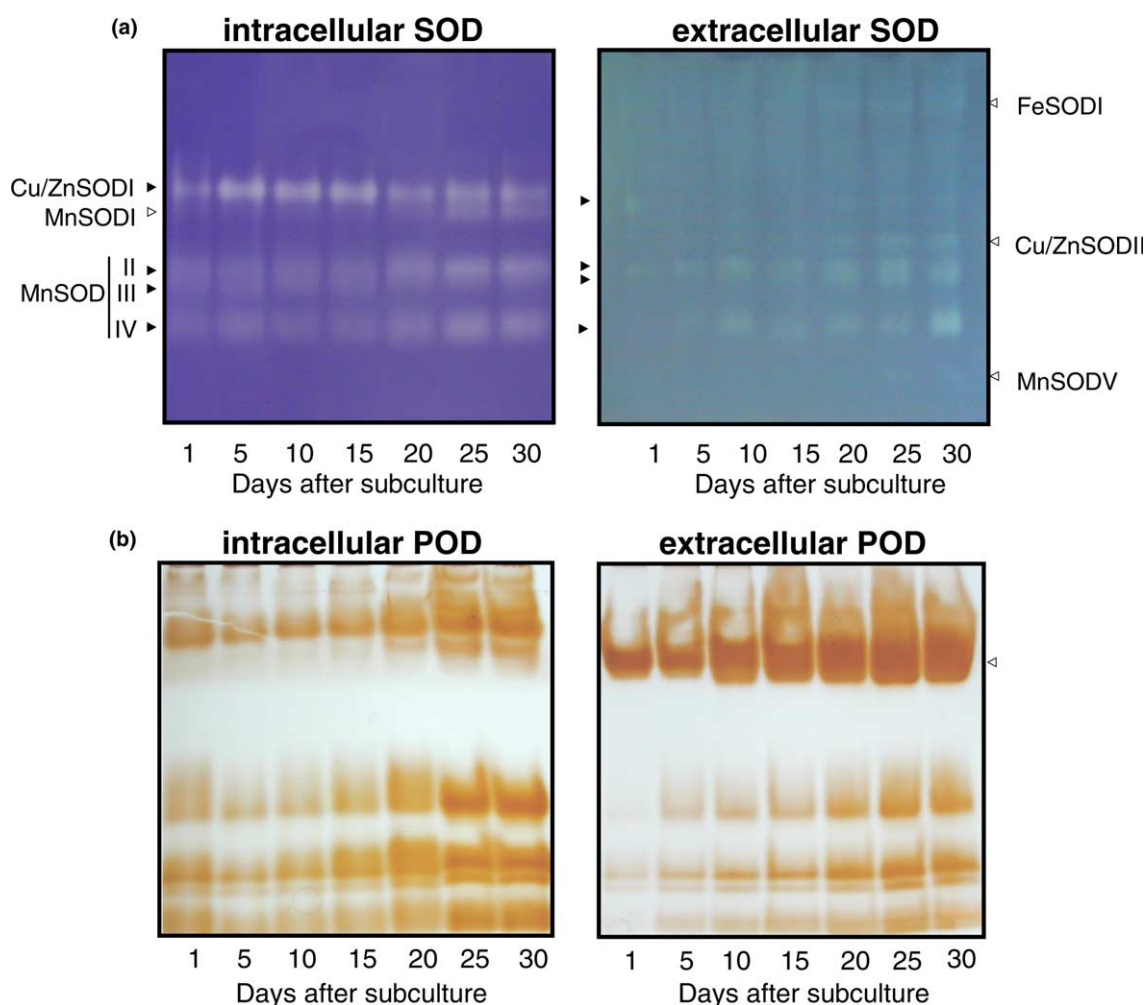 (a)
intracellular SOD
extracellular SOD
FeSODI
Cu/ZnSODI
MnSODI
Cu/ZnSODII
II
MnSOD
III
IV
MnSODV
1 5 10 15 20 25 30
Days after subculture
1 5 10 15 20 25 30
Days after subculture
(b)
intracellular POD
extracellular POD
1 5 10 15 20 25 30
Days after subculture
1 5 10 15 20 25 30
Days after subculture